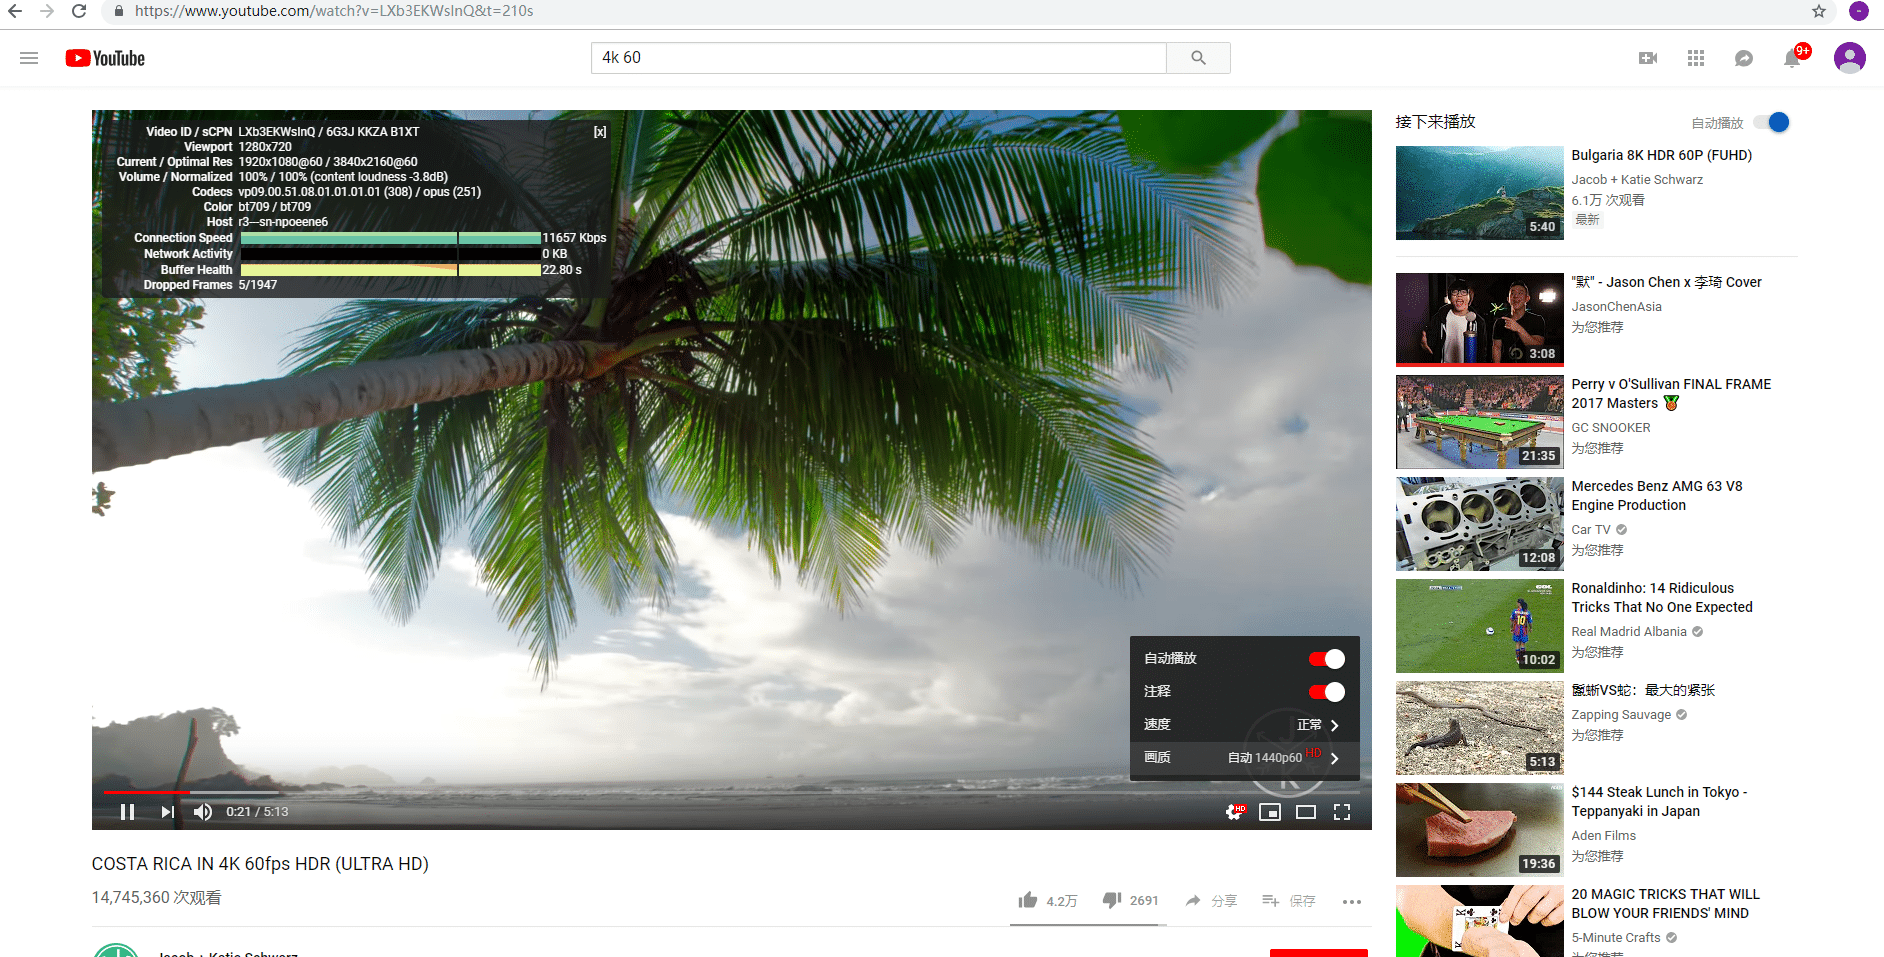 https://www.youtube.com/watch?v=LXb3EKWsInQ&t=210s
YouTube
4k 60
9+
Video ID / sCPN LXb3EKWsInQ / 6G3J KKZA B1XT
[x]
Viewport 1280x720
Current / Optimal Res 1920x1080@60 / 3840x2160@60
Volume / Normalized 100% / 100% (content loudness -3.8dB)
Codecs vp09.00.51.08.01.01.01.01 (308) / opus (251)
Color bt709 / bt709
Host r3---sn-npoeene6
Connection Speed 11657 Kbps
Network Activity 0 KB
Buffer Health 22.80 s
Dropped Frames 5/1947
自动播放
注释
速度 正常
画质 自动 1440p60 HD
0:21 / 5:13
HD
COSTA RICA IN 4K 60fps HDR (ULTRA HD)
14,745,360 次观看
4.2万
2691
分享
保存
Jacob + Katie Schwarz
接下来播放
自动播放
Bulgaria 8K HDR 60P (FUHD)
Jacob + Katie Schwarz
6.1万 次观看
最新
5:40
"默" - Jason Chen x 李琦 Cover
JasonChenAsia
为您推荐
3:08
Perry v O'Sullivan FINAL FRAME
2017 Masters
GC SNOOKER
为您推荐
21:35
Mercedes Benz AMG 63 V8
Engine Production
Car TV
为您推荐
12:08
Ronaldinho: 14 Ridiculous
Tricks That No One Expected
Real Madrid Albania
为您推荐
10:02
鬣蜥VS蛇：最大的紧张
Zapping Sauvage
为您推荐
5:13
$144 Steak Lunch in Tokyo -
Teppanyaki in Japan
Aden Films
为您推荐
19:36
20 MAGIC TRICKS THAT WILL
BLOW YOUR FRIENDS' MIND
5-Minute Crafts
为您推荐